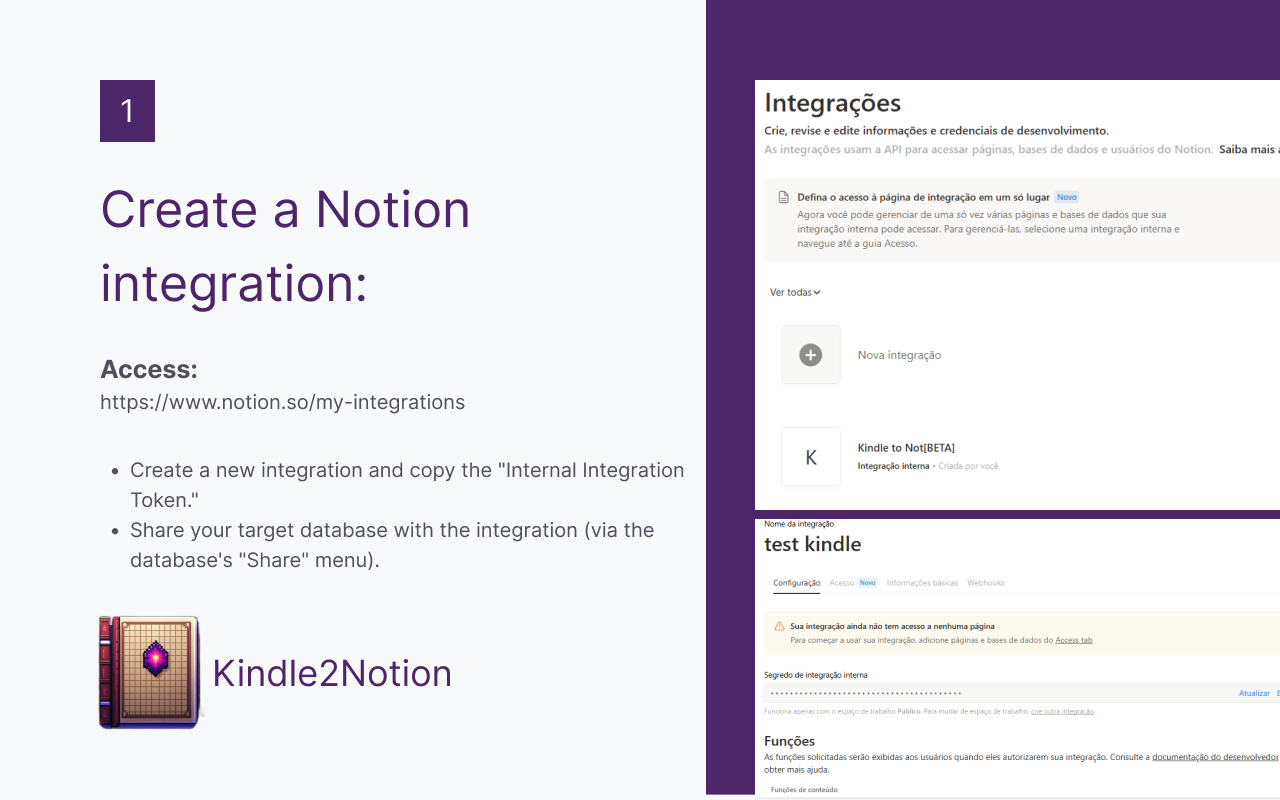 1
Create a Notion
integration:
Access:
https://www.notion.so/my-integrations
• Create a new integration and copy the "Internal Integration
Token."
• Share your target database with the integration (via the
database's "Share" menu).
Kindle2Notion
Integrações
Crie, revise e edite informações e credenciais de desenvolvimento.
As integrações usam a API para acessar páginas, bases de dados e usuários do Notion. Saiba mais
Defina o acesso à página de integração em um só lugar Novo
Agora você pode gerenciar de uma só vez várias páginas e bases de dados que sua
integração interna pode acessar. Para gerenciá-las, selecione uma integração interna e
navegue até a guia Acesso.
Ver todas
Nova integração
K
Kindle to Not[BETA]
Integração interna • Criada por você
Nome da integração
test kindle
Configuração Acesso Novo Informações básicas Webhooks
Sua integração ainda não tem acesso a nenhuma página
Para começar a usar sua integração, adicione páginas e bases de dados do Access tab
Segredo de integração interna
Atualizar
Funciona apenas com o espaço de trabalho Público. Para mudar de espaço de trabalho, crie outra integração.
Funções
As funções solicitadas serão exibidas aos usuários quando eles autorizarem sua integração. Consulte a documentação do desenvolvedor
obter mais ajuda.
Funções de conteúdo